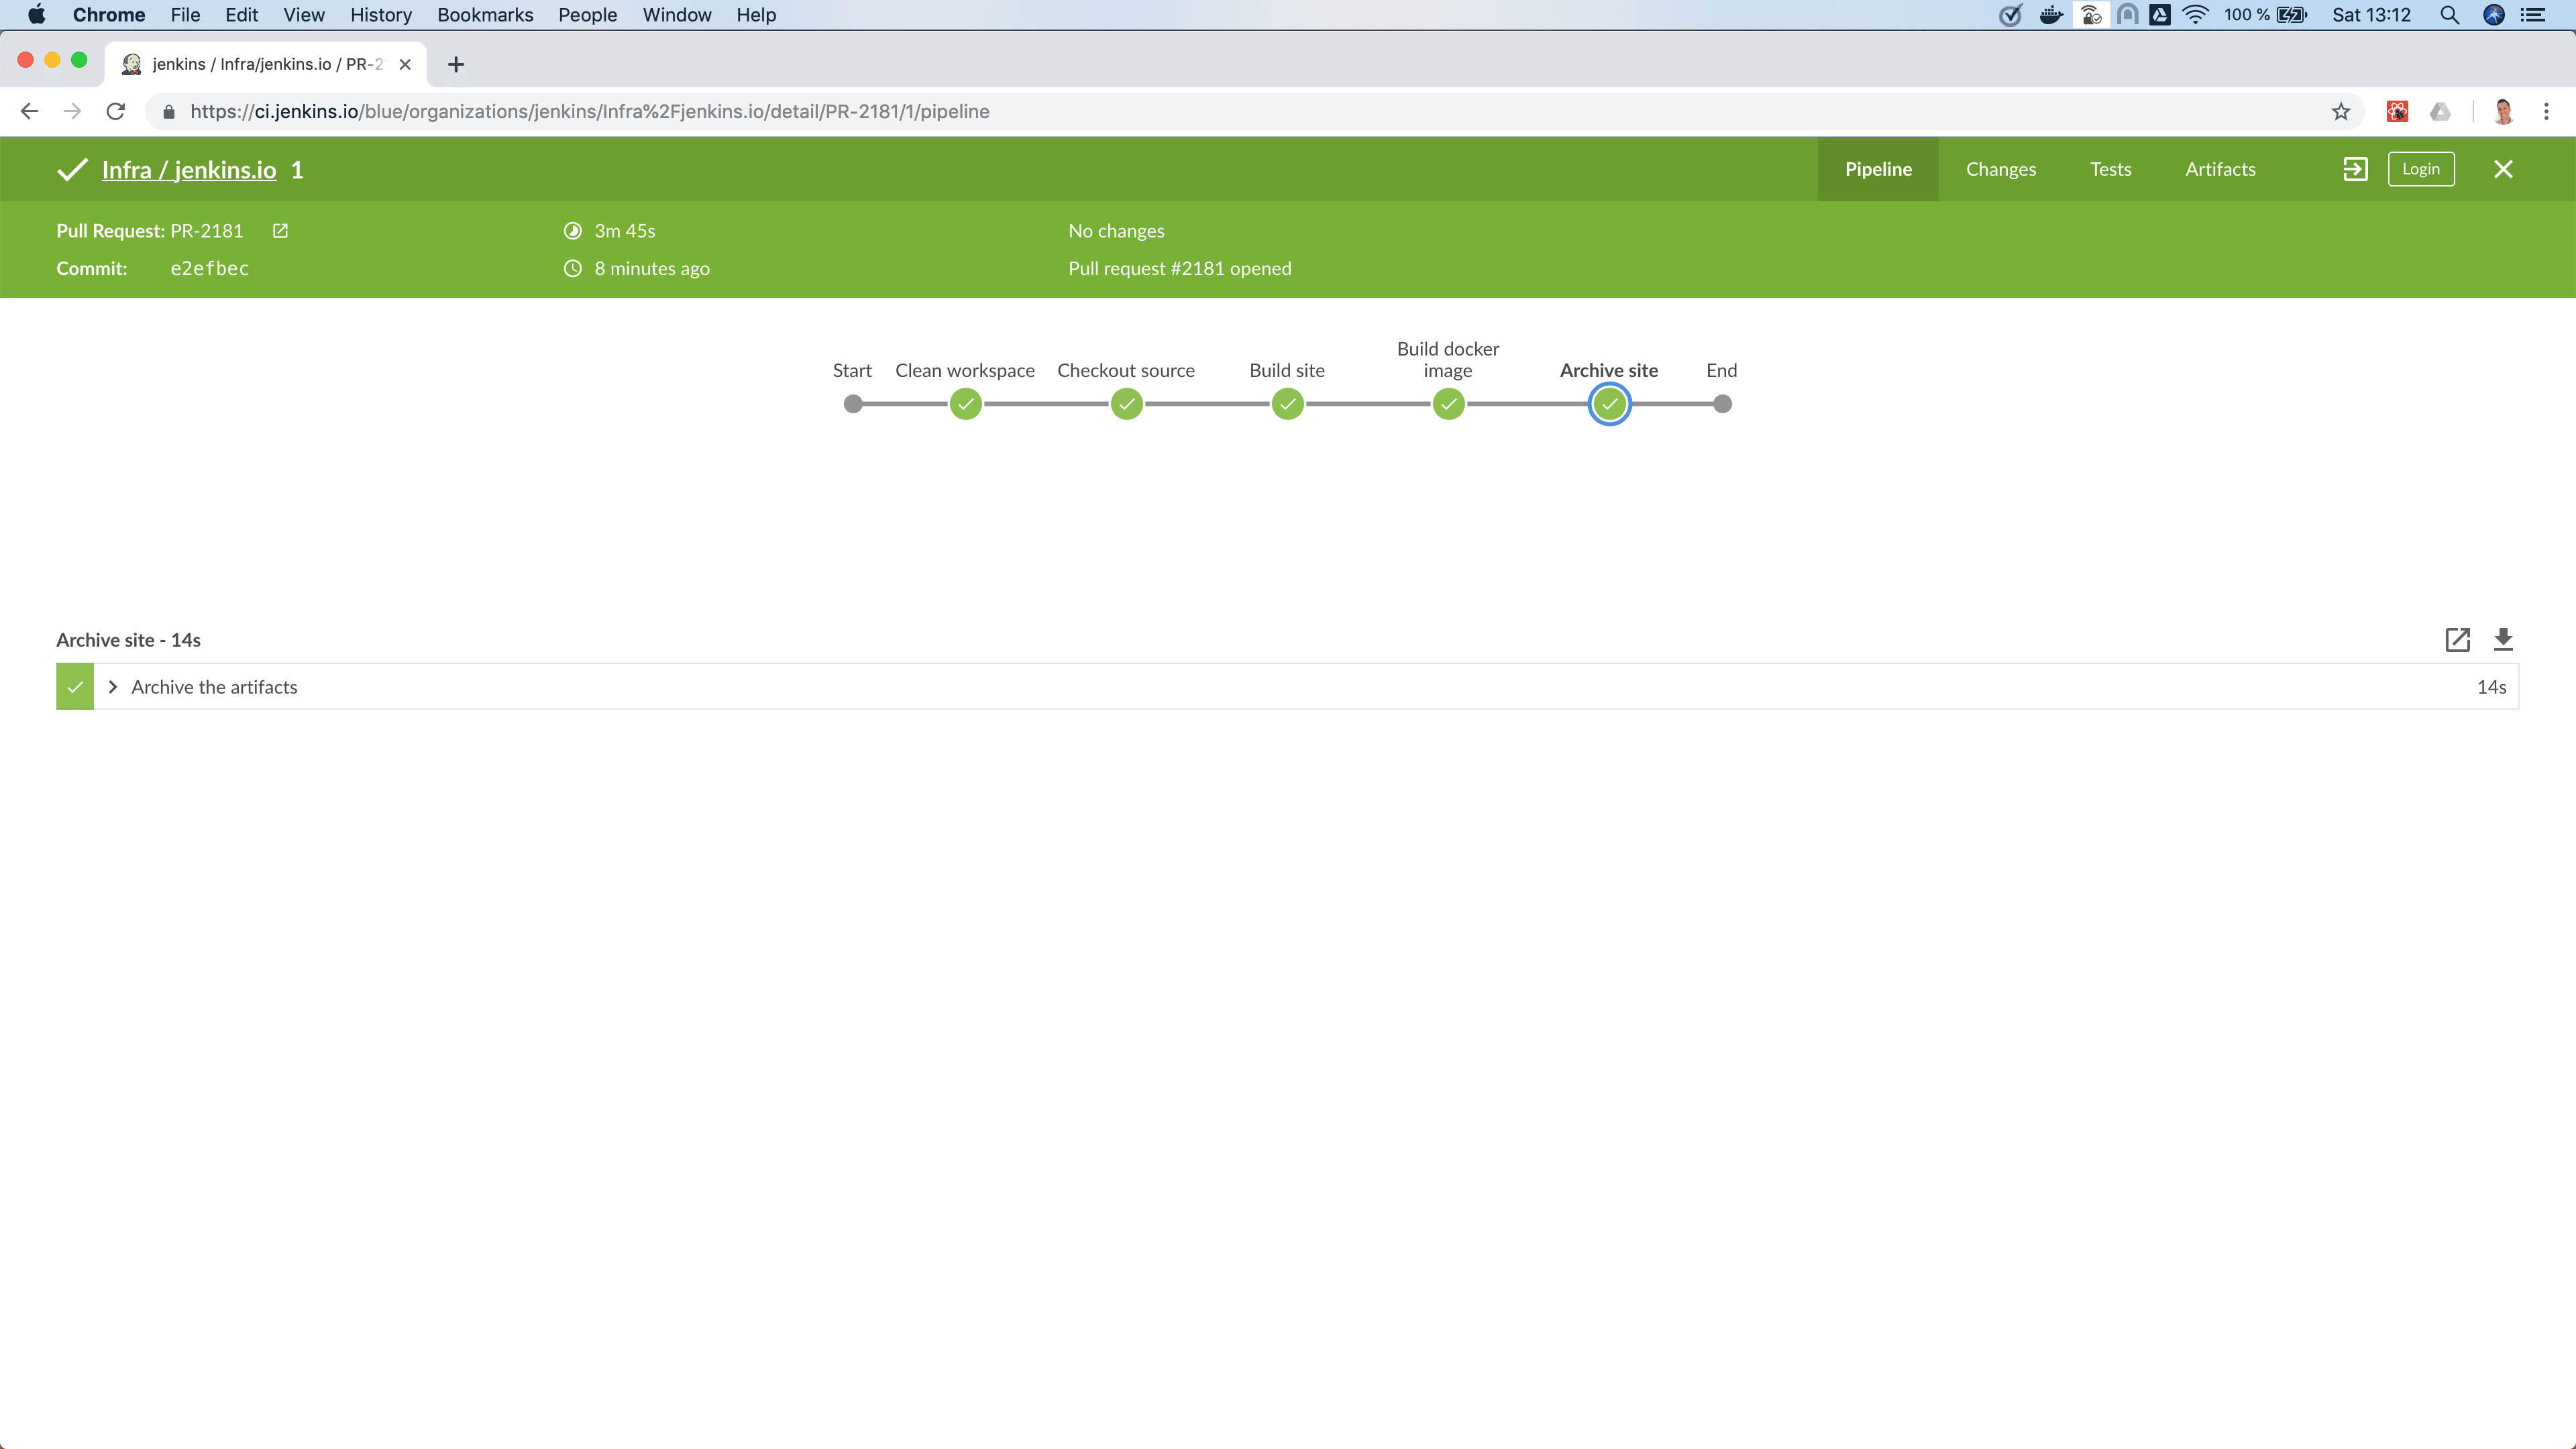 Chrome File Edit View History Bookmarks People Window Help 100 % Sat 13:12
jenkins / Infra/jenkins.io / PR-2
https://ci.jenkins.io/blue/organizations/jenkins/Infra%2Fjenkins.io/detail/PR-2181/1/pipeline
Infra / jenkins.io 1 Pipeline Changes Tests Artifacts Login
Pull Request: PR-2181 3m 45s No changes
Commit: e2efbec 8 minutes ago Pull request #2181 opened
Build docker
Start Clean workspace Checkout source Build site image Archive site End
Archive site - 14s
Archive the artifacts 14s